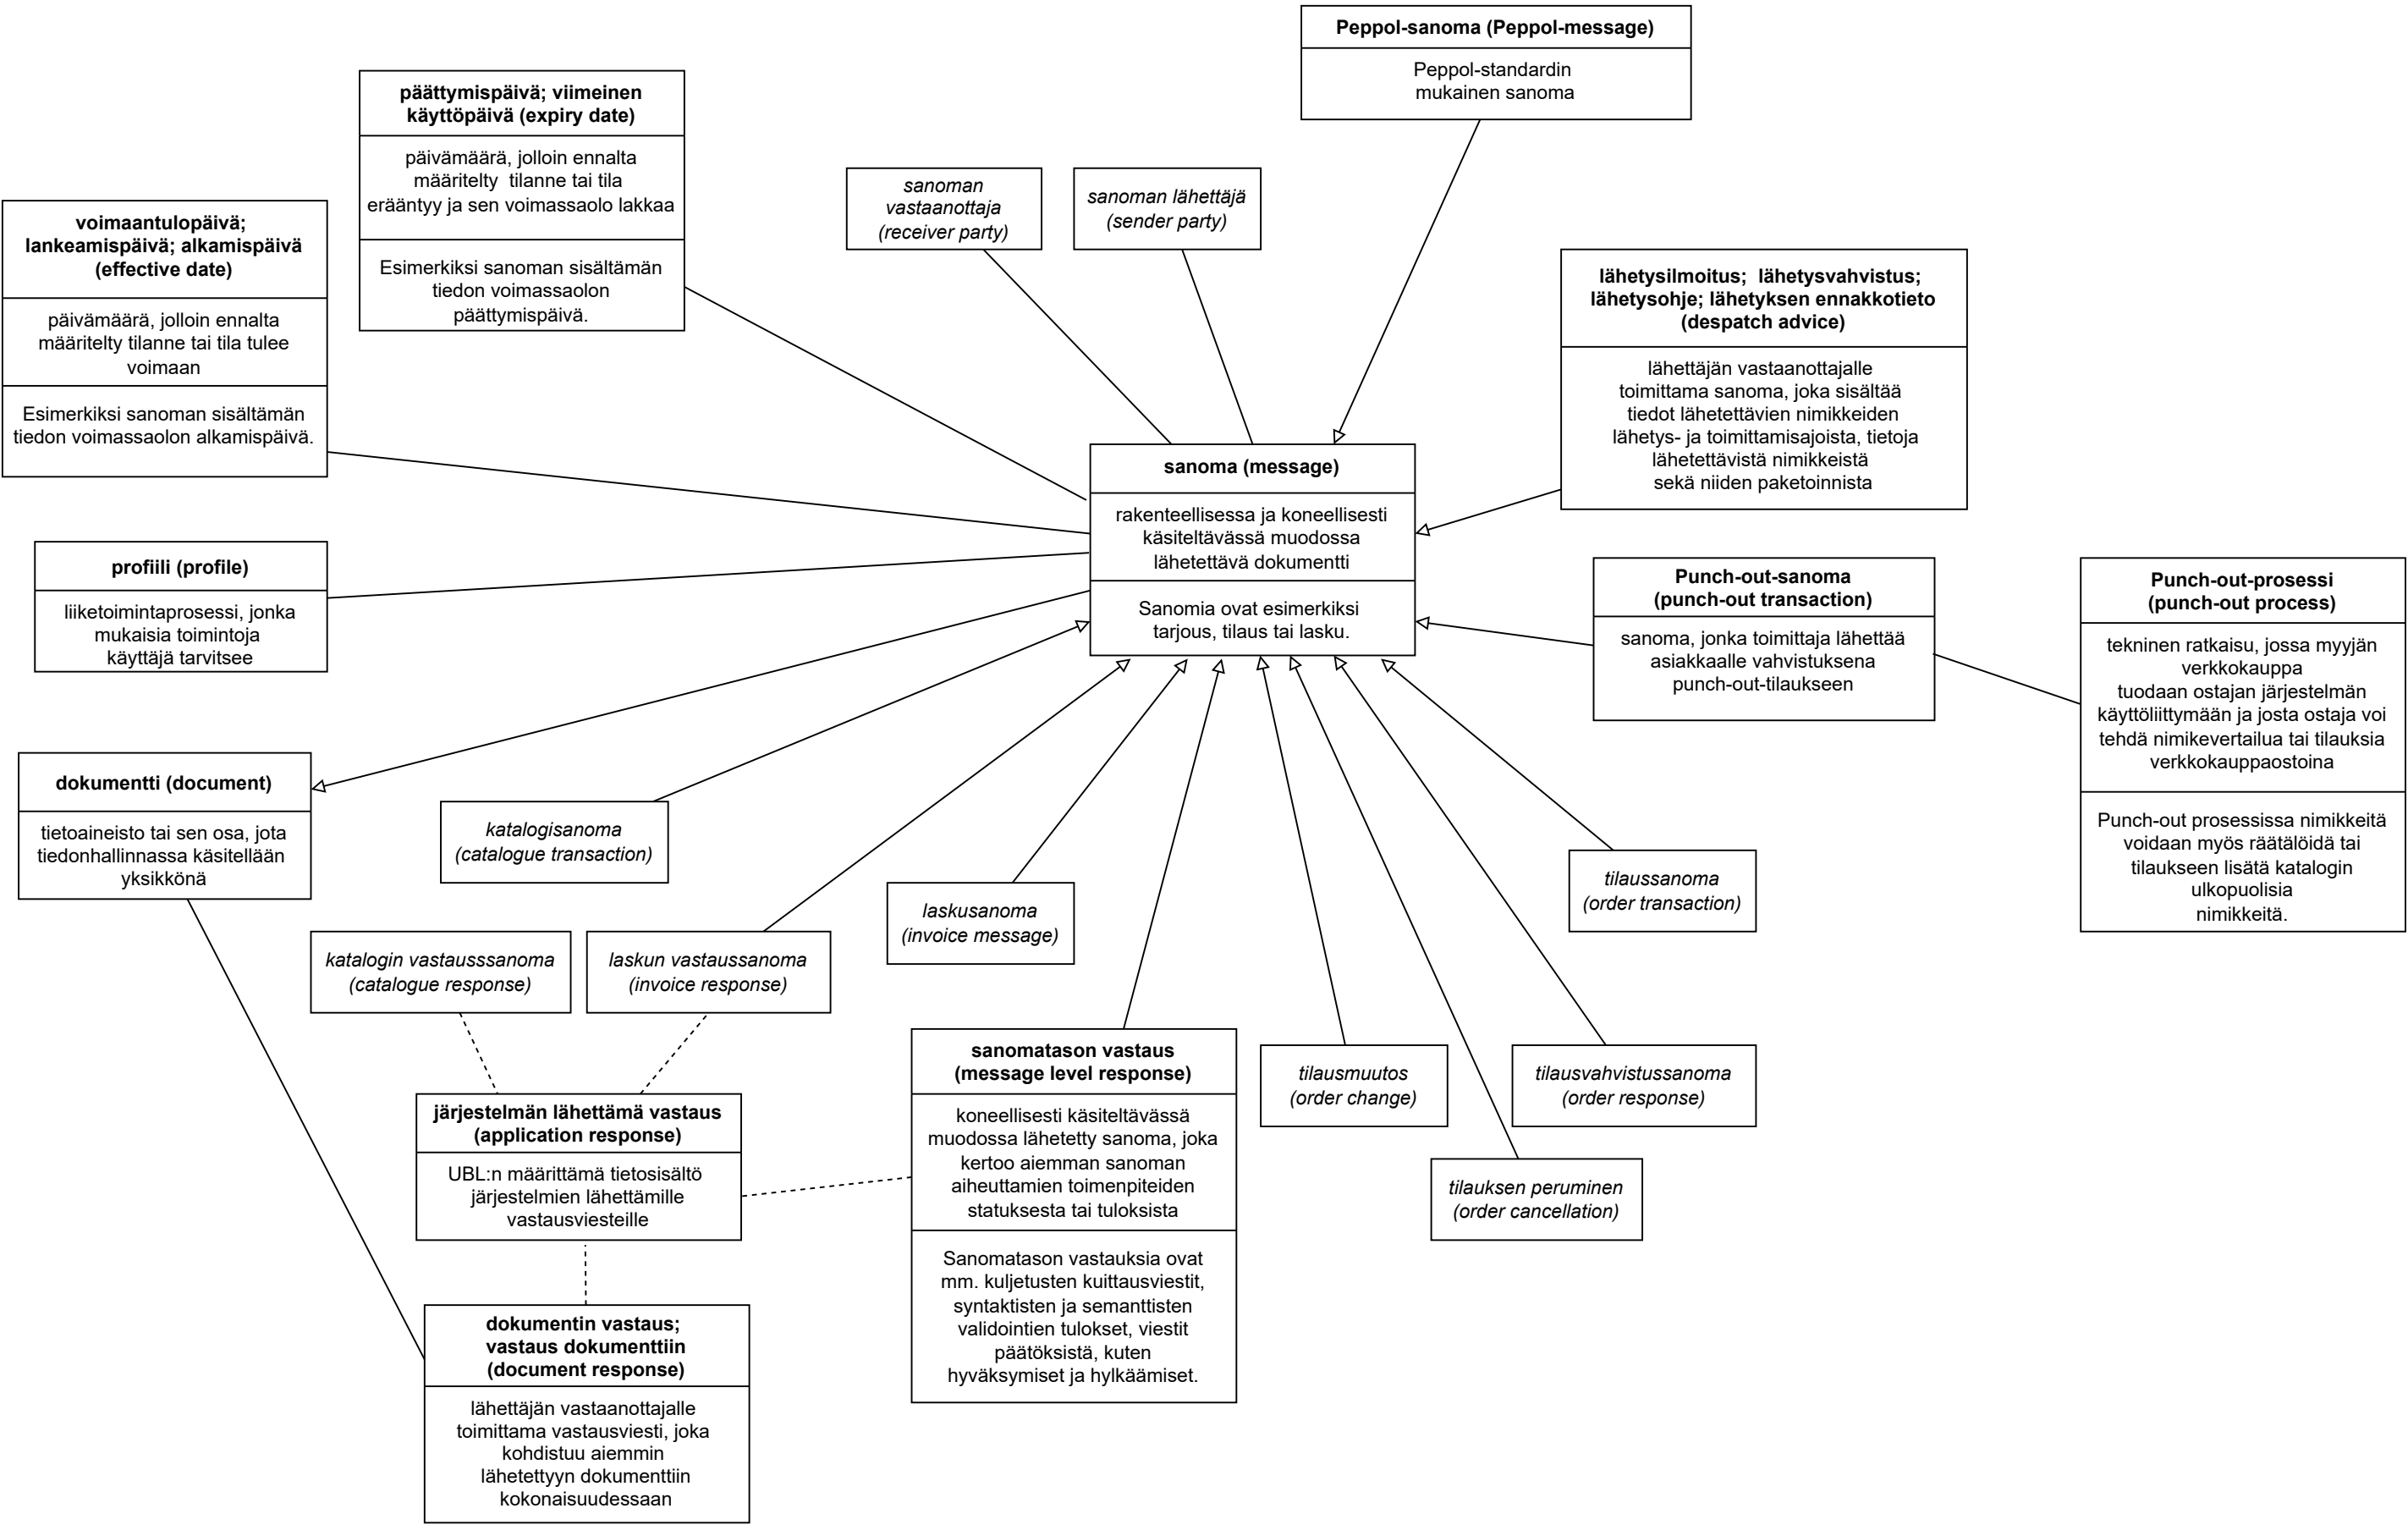 Peppol-sanoma (Peppol-message)
Peppol-standardin
mukainen sanoma
päättymispäivä; viimeinen
käyttöpäivä (expiry date)
päivämäärä, jolloin ennalta
määritelty tilanne tai tila
erääntyy ja sen voimassaolo lakkaa
Esimerkiksi sanoman sisältämän
tiedon voimassaolon
päättymispäivä.
sanoman
vastaanottaja
(receiver party)
sanoman lähettäjä
(sender party)
voimaantulopäivä;
lankeamispäivä; alkamispäivä
(effective date)
päivämäärä, jolloin ennalta
määritelty tilanne tai tila tulee
voimaan
Esimerkiksi sanoman sisältämän
tiedon voimassaolon alkamispäivä.
lähetysilmoitus; lähetysvahvistus;
lähetysohje; lähetyksen ennakkotieto
(despatch advice)
lähettäjän vastaanottajalle
toimittama sanoma, joka sisältää
tiedot lähetettävien nimikkeiden
lähetys- ja toimittamisajoista, tietoja
lähetettävistä nimikkeistä
sekä niiden paketoinnista
sanoma (message)
rakenteellisessa ja koneellisesti
käsiteltävässä muodossa
lähetettävä dokumentti
Sanomia ovat esimerkiksi
tarjous, tilaus tai lasku.
profiili (profile)
liiketoimintaprosessi, jonka
mukaisia toimintoja
käyttäjä tarvitsee
Punch-out-sanoma
(punch-out transaction)
sanoma, jonka toimittaja lähettää
asiakkaalle vahvistuksena
punch-out-tilaukseen
Punch-out-prosessi
(punch-out process)
tekninen ratkaisu, jossa myyjän
verkkokauppa
tuodaan ostajan järjestelmän
käyttöliittymään ja josta ostaja voi
tehdä nimikevertailua tai tilauksia
verkkokauppaostoina
Punch-out prosessissa nimikkeitä
voidaan myös räätälöidä tai
tilaukseen lisätä katalogin
ulkopuolisia
nimikkeitä.
dokumentti (document)
tietoaineisto tai sen osa, jota
tiedonhallinnassa käsitellään
yksikkönä
katalogisanoma
(catalogue transaction)
laskusanoma
(invoice message)
tilaussanoma
(order transaction)
katalogin vastausssanoma
(catalogue response)
laskun vastaussanoma
(invoice response)
järjestelmän lähettämä vastaus
(application response)
UBL:n määrittämä tietosisältö
järjestelmien lähettämille
vastausviesteille
sanomatason vastaus
(message level response)
koneellisesti käsiteltävässä
muodossa lähetetty sanoma, joka
kertoo aiemman sanoman
aiheuttamien toimenpiteiden
statuksesta tai tuloksista
Sanomatason vastauksia ovat
mm. kuljetusten kuittausviestit,
syntaktisten ja semanttisten
validointien tulokset, viestit
päätöksistä, kuten
hyväksymiset ja hylkäämiset.
tilausmuutos
(order change)
tilausvahvistussanoma
(order response)
tilauksen peruminen
(order cancellation)
dokumentin vastaus;
vastaus dokumenttiin
(document response)
lähettäjän vastaanottajalle
toimittama vastausviesti, joka
kohdistuu aiemmin
lähetettyyn dokumenttiin
kokonaisuudessaan